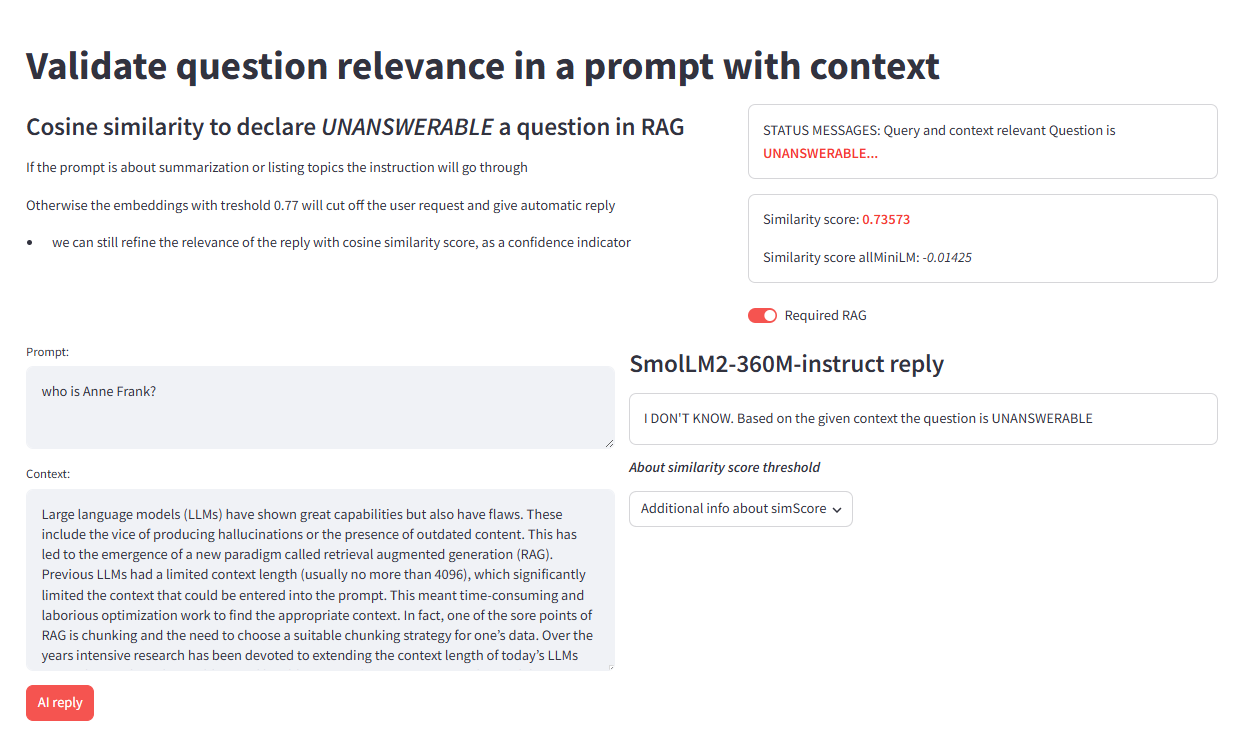 Validate question relevance in a prompt with context
Cosine similarity to declare UNANSWERABLE a question in RAG
If the prompt is about summarization or listing topics the instruction will go through
Otherwise the embeddings with treshold 0.77 will cut off the user request and give automatic reply
• we can still refine the relevance of the reply with cosine similarity score, as a confidence indicator
STATUS MESSAGES: Query and context relevant Question is
UNANSWERABLE...
Similarity score: 0.73573
Similarity score allMiniLM: -0.01425
Required RAG
Prompt:
who is Anne Frank?
Context:
Large language models (LLMs) have shown great capabilities but also have flaws. These
include the vice of producing hallucinations or the presence of outdated content. This has
led to the emergence of a new paradigm called retrieval augmented generation (RAG).
Previous LLMs had a limited context length (usually no more than 4096), which significantly
limited the context that could be entered into the prompt. This meant time-consuming and
laborious optimization work to find the appropriate context. In fact, one of the sore points of
RAG is chunking and the need to choose a suitable chunking strategy for one’s data. Over the
years intensive research has been devoted to extending the context length of today’s LLMs
AI reply
SmolLM2-360M-instruct reply
I DON'T KNOW. Based on the given context the question is UNANSWERABLE
About similarity score threshold
Additional info about simScore